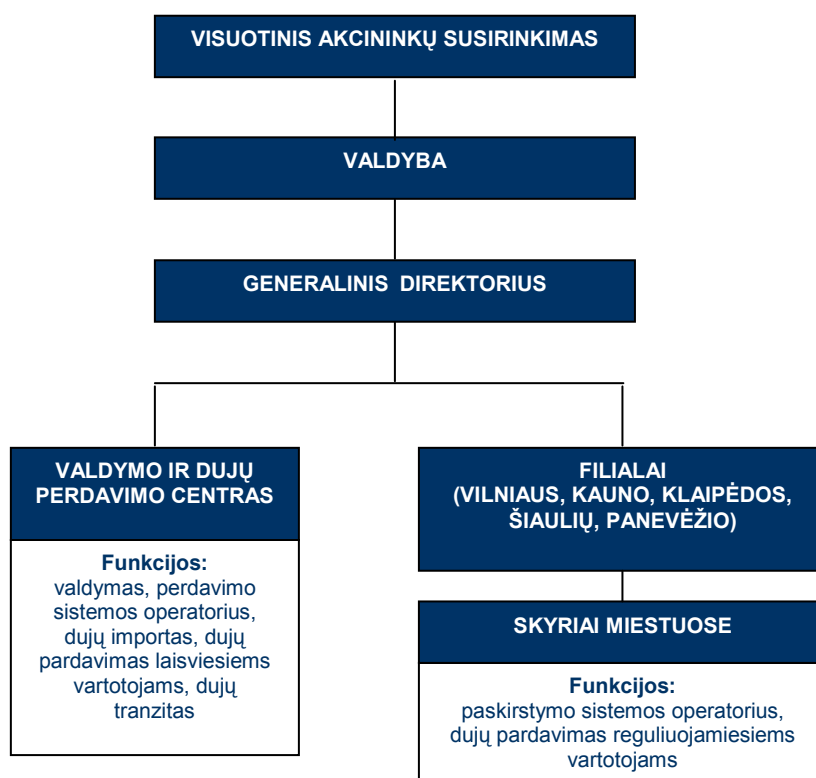 VISUOTINIS AKCININKŲ SUSIRINKIMAS
VALDYBA
GENERALINIS DIREKTORIUS
VALDYMO IR DUJŲ
PERDAVIMO CENTRAS
Funkcijos:
valdymas, perdavimo
sistemos operatorius,
dujų importas, dujų
pardavimas laisviesiems
vartotojams, dujų
tranzitas
FILIALAI
(VILNIAUS, KAUNO, KLAIPĖDOS,
ŠIAULIŲ, PANEVĖŽIO)
SKYRIAI MIESTUOSE
Funkcijos:
paskirstymo sistemos operatorius,
dujų pardavimas reguliuojamiesiems
vartotojams